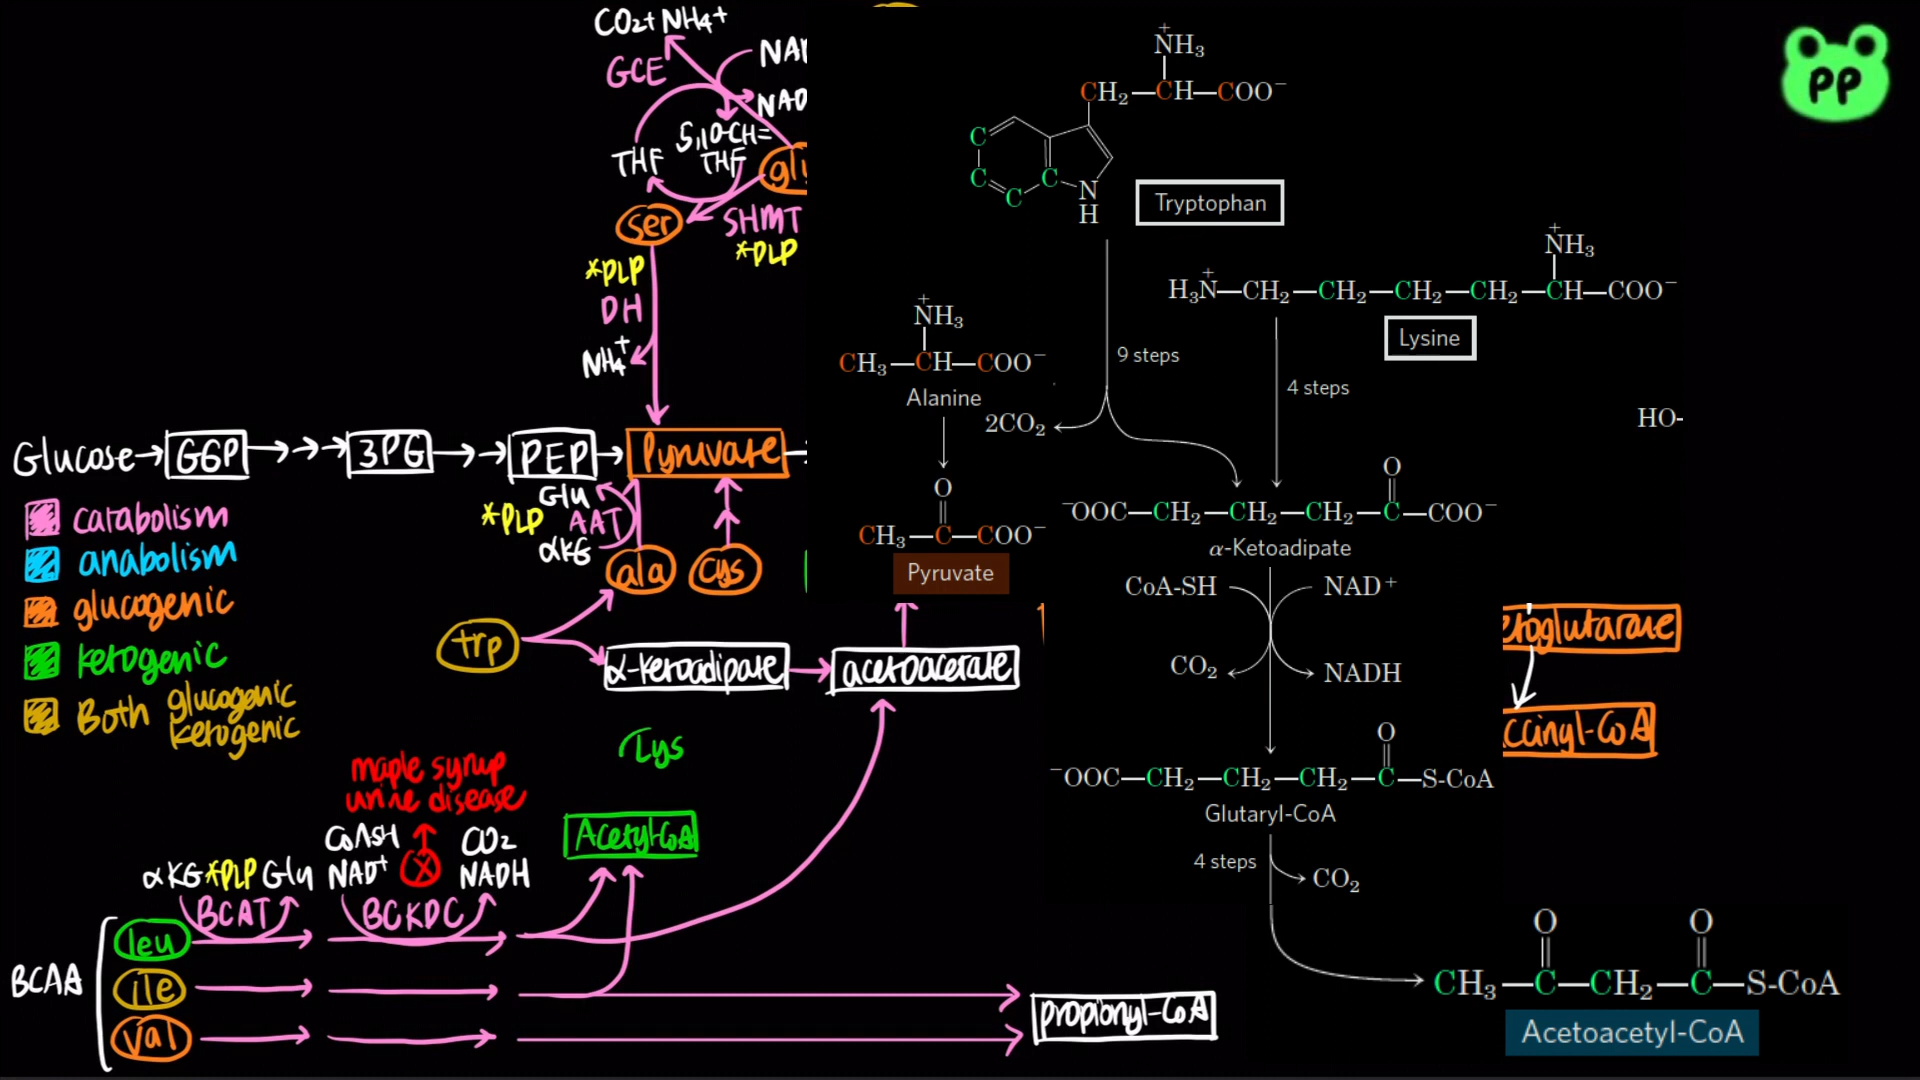 CO2+ NH4+
GCE
NAD
NAD
5,10-CH=
THF
THF
gly
ser
SHMT
*PLP
*PLP
DH
NH4+
Glucose → G6P → → → 3PG → → PEP → Pyruvate
Glu
*PLP AAT
αKG
ala cys
catabolism
anabolism
glucogenic
ketogenic
Both glucogenic
ketogenic
trp
α-ketoadipate
acetoacetate
Lys
maple syrup
urine disease
Acetyl-CoA
CoASH
CO2
αKG *PLP Glu
NAD+
X
NADH
BCAT
BCKDC
BCAA
leu
ile
val
propionyl-CoA
+
NH3
CH2—CH—COO−
C
C
C
C
N
H
Tryptophan
+
NH3
+
H3N—CH2—CH2—CH2—CH2—CH—COO−
Lysine
+
NH3
CH3—CH—COO−
Alanine
9 steps
4 steps
2CO2
HO-
O
CH3—C—COO−
Pyruvate
O
−OOC—CH2—CH2—CH2—C—COO−
α-Ketoadipate
CoA-SH
NAD+
CO2
NADH
etoglutarate
ccinyl-CoA
O
−OOC—CH2—CH2—CH2—C—S-CoA
Glutaryl-CoA
4 steps
CO2
O O
CH3—C—CH2—C—S-CoA
Acetoacetyl-CoA
PP